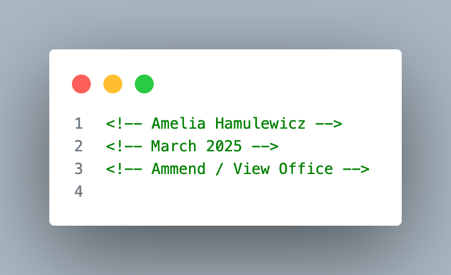 1 <!-- Amelia Hamulewicz -->
2 <!-- March 2025 -->
3 <!-- Ammend / View Office -->
4